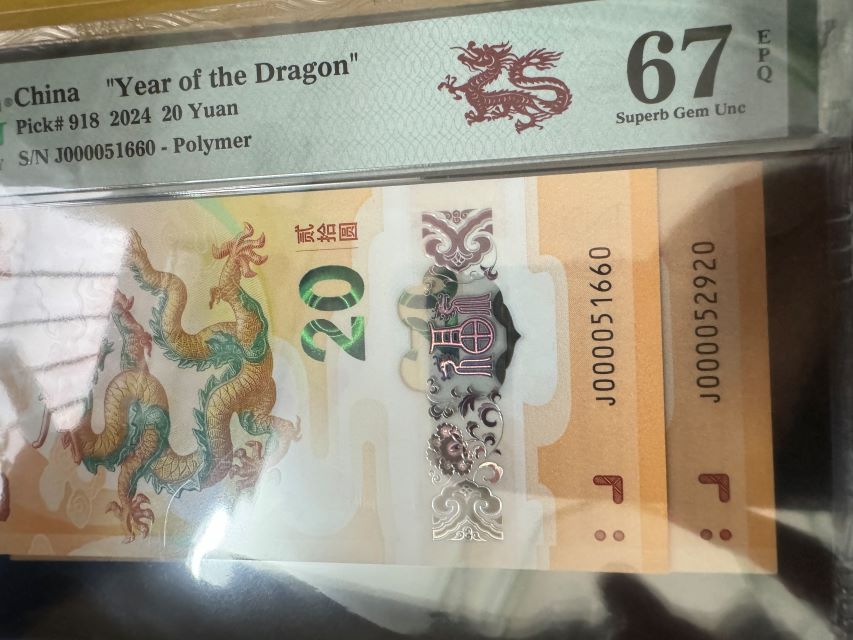 China "Year of the Dragon"
Pick# 918 2024 20 Yuan
S/N J000051660 - Polymer
67
EPQ
Superb Gem Unc
贰拾圆
20
J000051660
J000052920